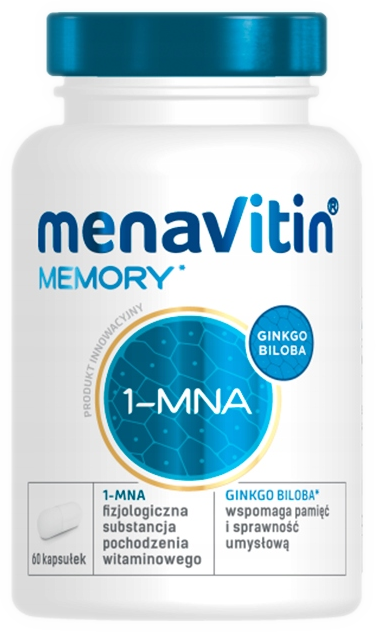 menavitin®
MEMORY*
PRODUKT INNOWACYJNY
GINKGO
BILOBA
1-MNA
60 kapsułek
1-MNA
fizjologiczna
substancja
pochodzenia
witaminowego
GINKGO BILOBA*
wspomaga pamięć
i sprawność
umysłową